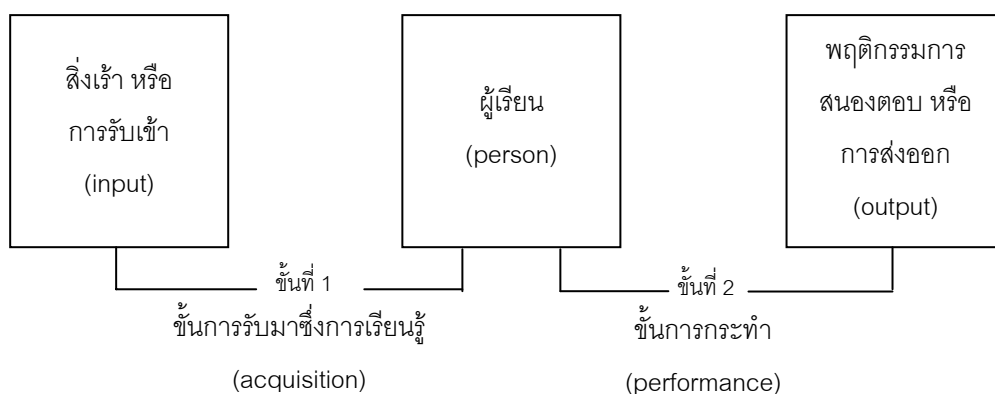 สิ่งเร้า หรือ
การรับเข้า
(input)
ผู้เรียน
(person)
พฤติกรรมการ
สนองตอบ หรือ
การส่งออก
(output)
ขั้นที่ 1
ขั้นการรับมาซึ่งการเรียนรู้
(acquisition)
ขั้นที่ 2
ขั้นการกระทำ
(performance)